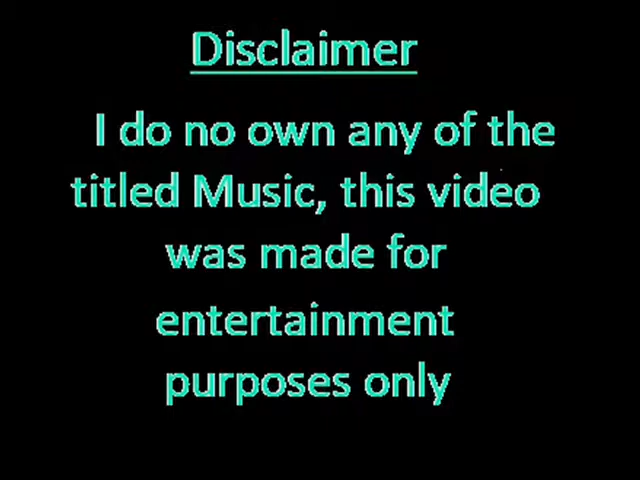 Disclaimer
I do no own any of the
titled Music, this video
was made for
entertainment
purposes only